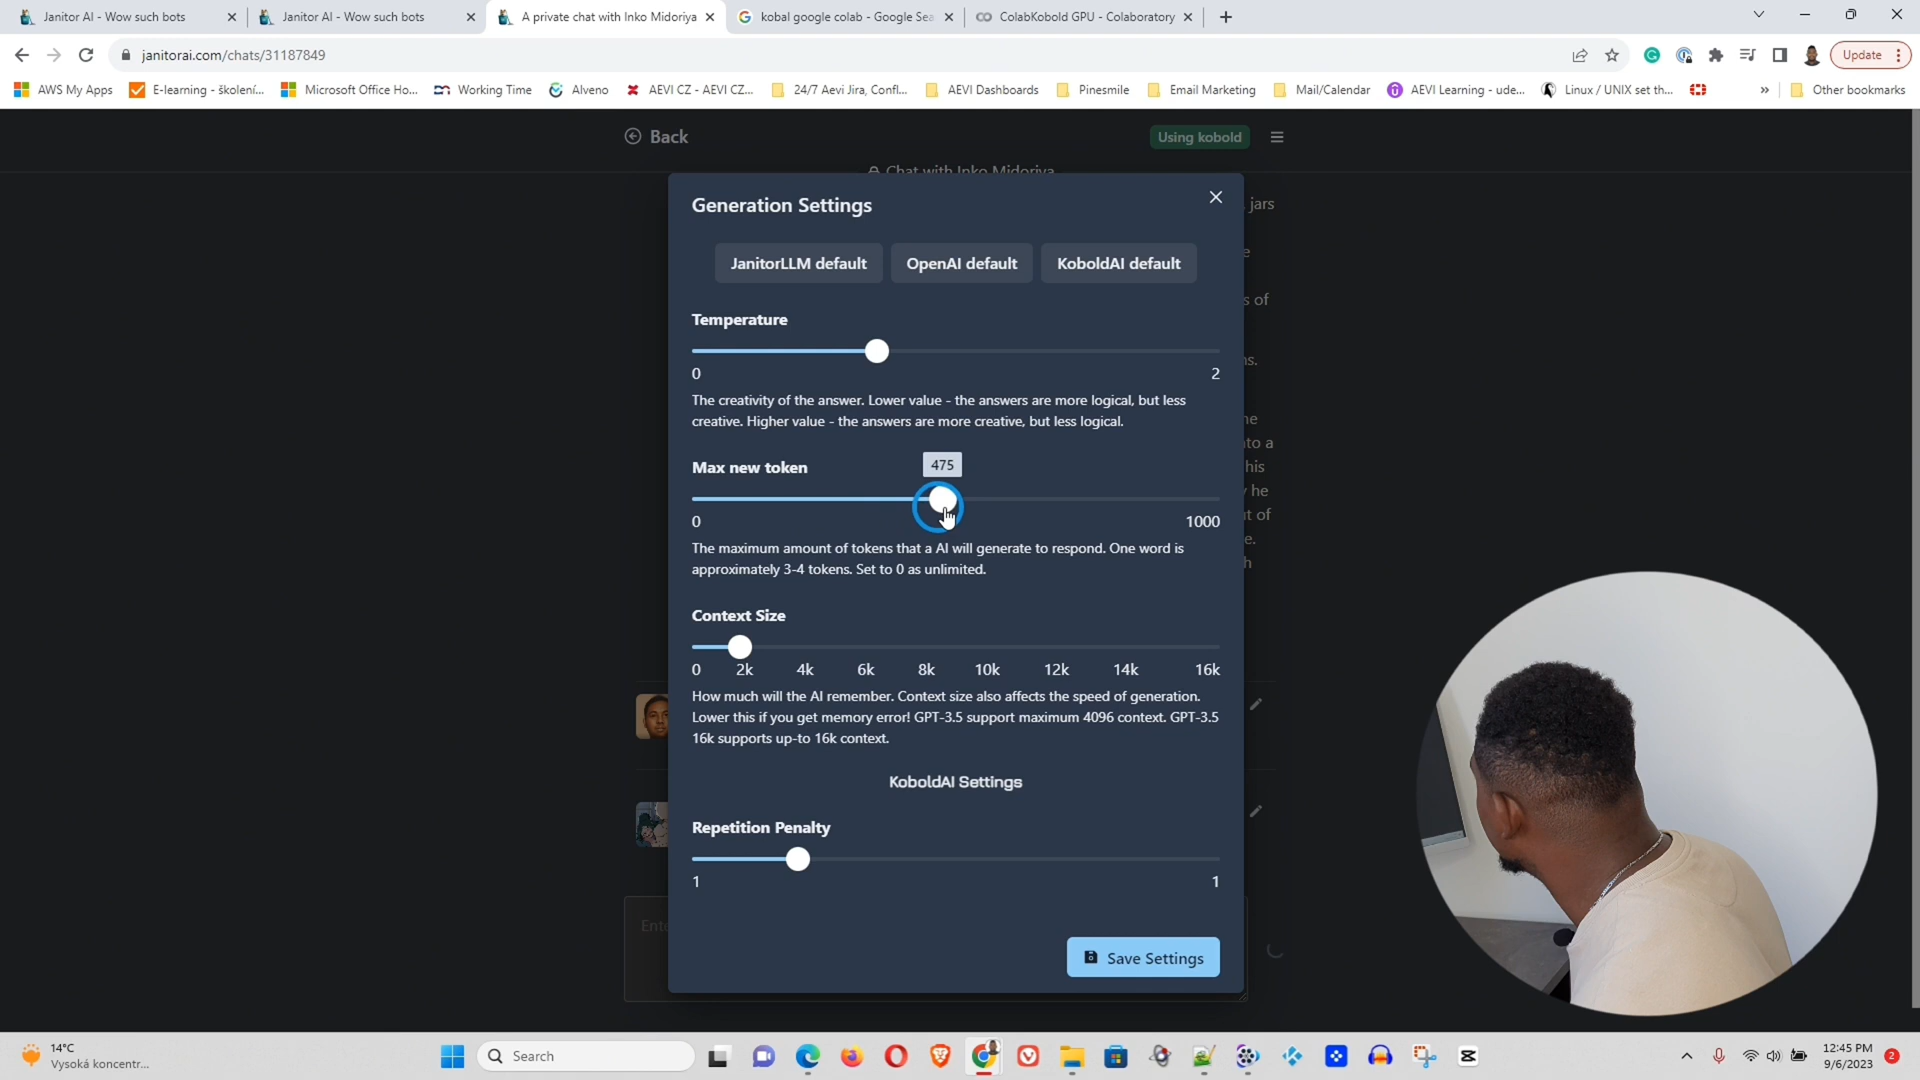 Janitor AI - Wow such bots
Janitor AI - Wow such bots
A private chat with Inko Midoriya
kobal google colab - Google Sea
ColabKobold GPU - Colaboratory
janitorai.com/chats/31187849
Update
AWS My Apps
E-learning - školení...
Microsoft Office Ho...
Working Time
Alveno
AEVI CZ - AEVI CZ...
24/7 Aevi Jira, Confl...
AEVI Dashboards
Pinesmile
Email Marketing
Mail/Calendar
AEVI Learning - ude...
Linux / UNIX set th...
»
Other bookmarks
Back
Using kobold
Chat with Inko Midoriya
jars
Generation Settings
JanitorLLM default
OpenAI default
KoboldAI default
s of
Temperature
0 2
The creativity of the answer. Lower value - the answers are more logical, but less
creative. Higher value - the answers are more creative, but less logical.
Max new token
475
0 1000
The maximum amount of tokens that a AI will generate to respond. One word is
approximately 3-4 tokens. Set to 0 as unlimited.
Context Size
0 2k 4k 6k 8k 10k 12k 14k 16k
How much will the AI remember. Context size also affects the speed of generation.
Lower this if you get memory error! GPT-3.5 support maximum 4096 context. GPT-3.5
16k supports up-to 16k context.
KoboldAI Settings
Repetition Penalty
1 1
Save Settings
14°C
Vysoká koncentr...
Search
12:45 PM
9/6/2023
2